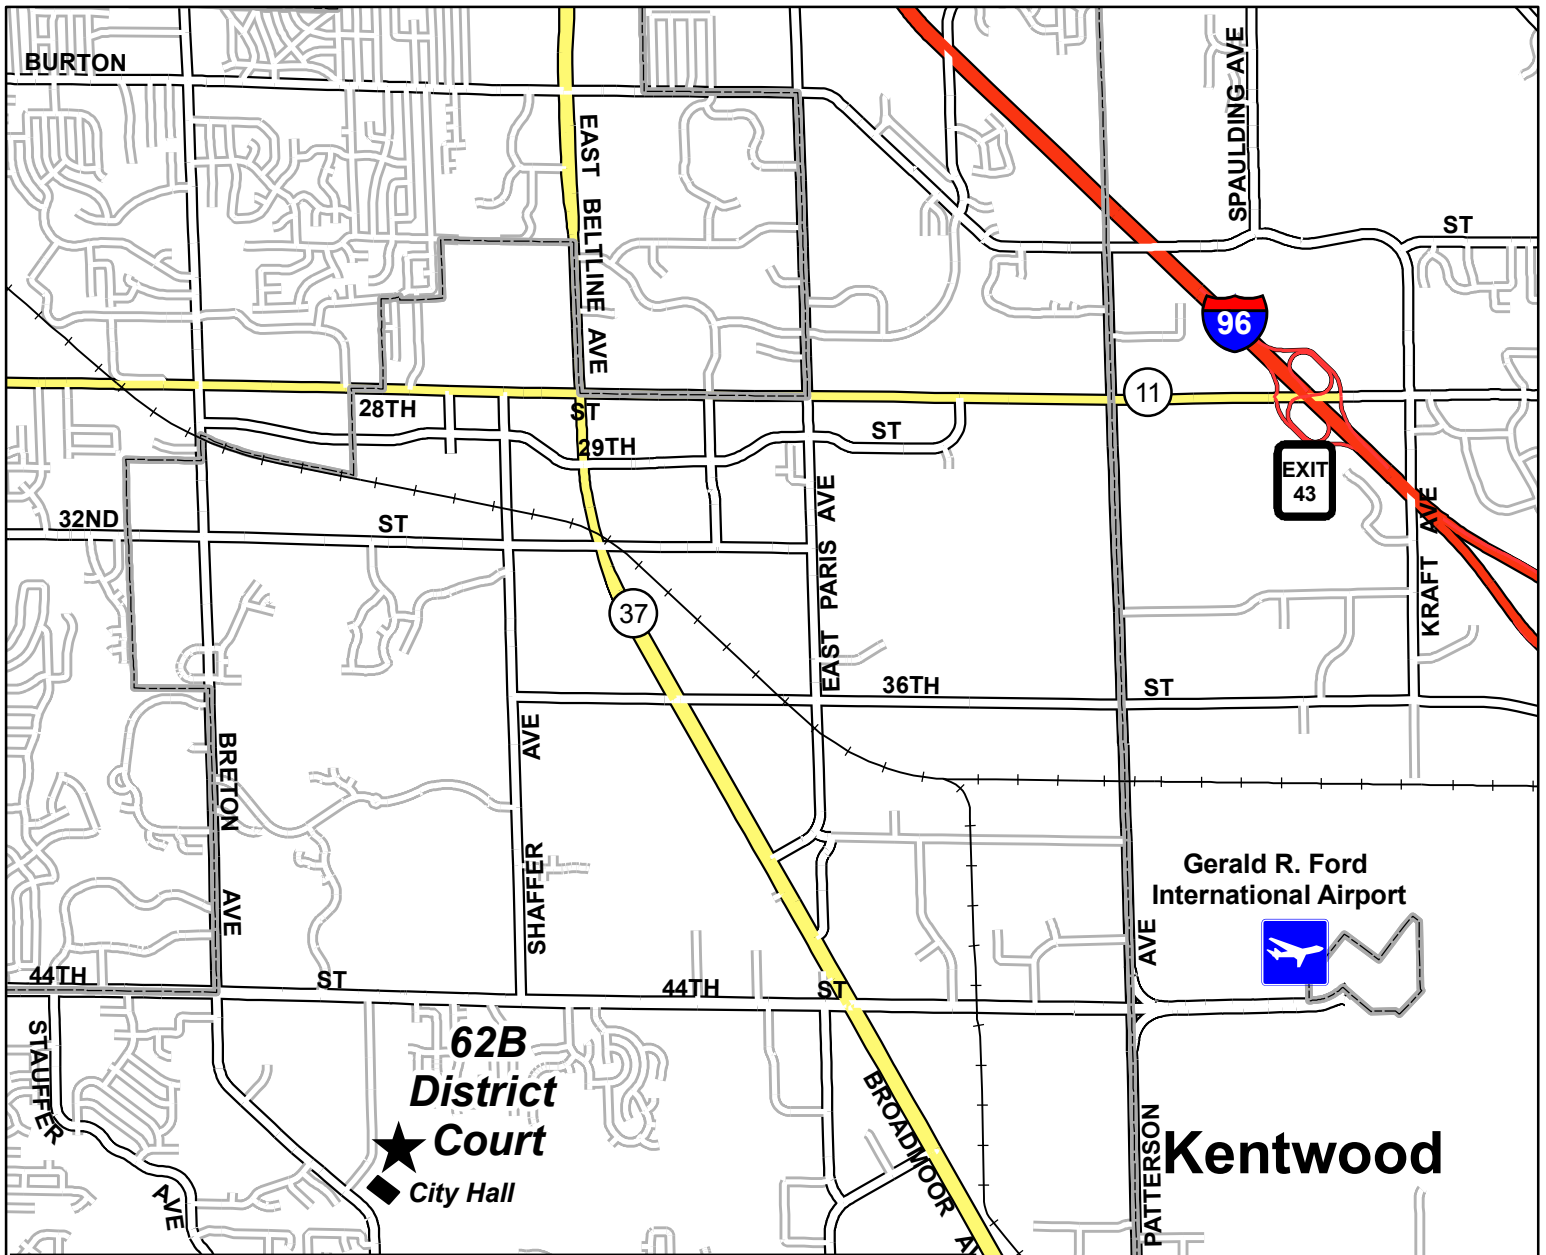 BURTON
SPAULDING AVE
ST
EAST BELTLINE AVE
96
11
28TH
ST
29TH
ST
EXIT
43
32ND
ST
EAST PARIS AVE
KRAFT AVE
37
36TH
ST
BRETON
AVE
SHAFFER
AVE
Gerald R. Ford
International Airport
AVE
44TH
ST
44TH
ST
STAUFFER
AVE
62B
District
Court
City Hall
BROADMOOR
PATTERSON
Kentwood